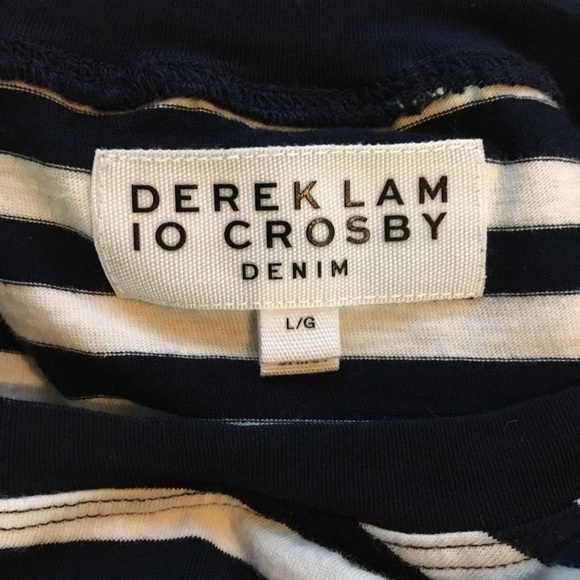 DEREK LAM
10 CROSBY
DENIM
L/G